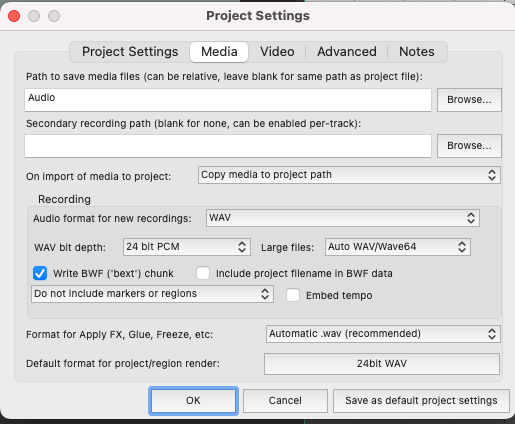 Project Settings
Project Settings Media Video Advanced Notes
Path to save media files (can be relative, leave blank for same path as project file):
Audio Browse...
Secondary recording path (blank for none, can be enabled per-track):
Browse...
On import of media to project: Copy media to project path
Recording
Audio format for new recordings: WAV
WAV bit depth: 24 bit PCM Large files: Auto WAV/Wave64
Write BWF ('bext') chunk Include project filename in BWF data
Do not include markers or regions Embed tempo
Format for Apply FX, Glue, Freeze, etc: Automatic .wav (recommended)
Default format for project/region render: 24bit WAV
OK Cancel Save as default project settings